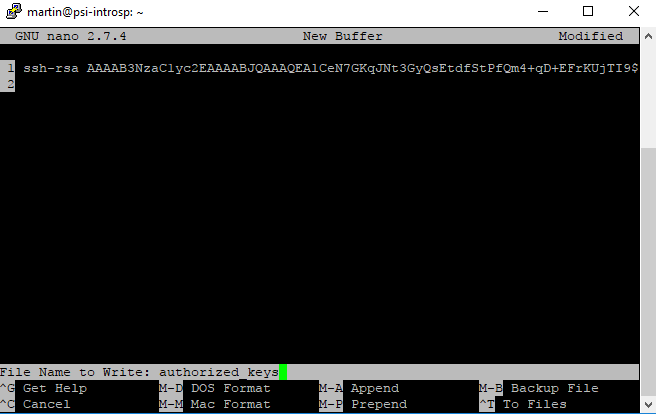 martin@psi-introsp: ~
GNU nano 2.7.4 New Buffer Modified
1 ssh-rsa AAAAB3NzaC1yc2EAAAABJQAAAQEAlCeN7GKqJNt3GyQsEtdfStPfQm4+qD+EFrKUjTI9$
2
File Name to Write: authorized_keys
^G Get Help M-D DOS Format M-A Append M-B Backup File
^C Cancel M-M Mac Format M-P Prepend ^T To Files